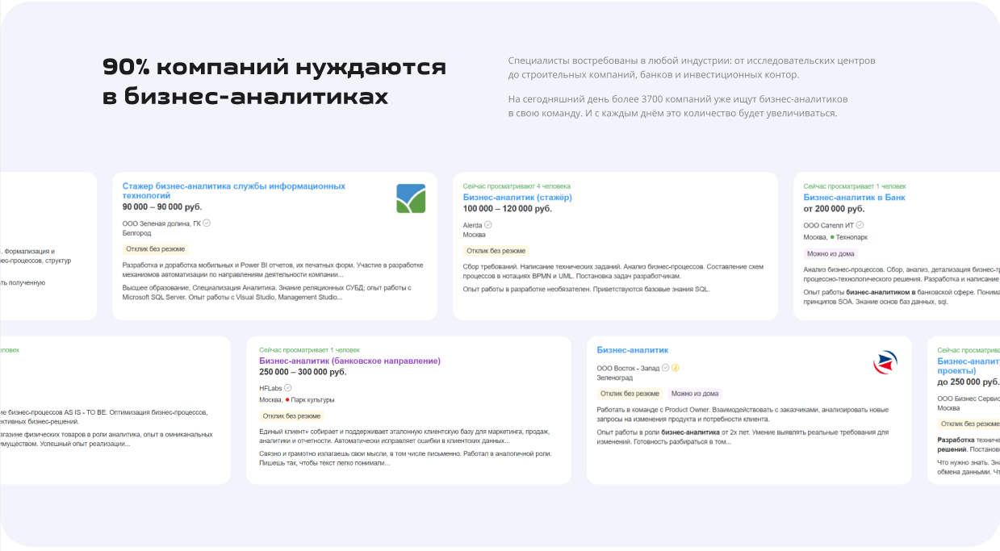 90% компаний нуждаются
в бизнес-аналитиках
Специалисты востребованы в любой индустрии: от исследовательских центров
до строительных компаний, банков и инвестиционных контор.
На сегодняшний день более 3700 компаний уже ищут бизнес-аналитиков
в свою команду. И с каждым днём это количество будет увеличиваться.
. Формализация и
нес-процессов, структур
ть полученную
Стажер бизнес-аналитика службы информационных
технологий
90 000 – 90 000 руб.
ООО Зеленая долина, ГК
Белгород
Отклик без резюме
Разработка и доработка мобильных и Power BI отчетов, их печатных форм. Участие в разработке
механизмов автоматизации по направлениям деятельности компании...
Высшее образование, Специализация Аналитика. Знание реляционных СУБД; опыт работы с
Microsoft SQL Server. Опыт работы с Visual Studio, Management Studio...
Сейчас просматривают 4 человека
Бизнес-аналитик (стажёр)
100 000 – 120 000 руб.
Alerda
Москва
Отклик без резюме
Сбор требований. Написание технических заданий. Анализ бизнес-процессов. Составление схем
процессов в нотациях BPMN и UML. Постановка задач разработчикам.
Опыт работы в разработке необязателен. Приветствуются базовые знания SQL.
Сейчас просматривает 1 человек
Бизнес-аналитик в Банк
от 200 000 руб.
ООО Сателл ИТ
Москва, • Технопарк
Можно из дома
Анализ бизнес-процессов. Сбор, анализ, детализация бизнес-т
процессно-технологического решения. Разработка и написание
Опыт работы бизнес-аналитиком в банковской сфере. Понима
принципов SOA. Знание основ баз данных, sql.
ловек
ие бизнес-процессов AS IS - TO BE. Оптимизация бизнес-процессов,
ективных бизнес-решений.
агазине физических товаров в роли аналитика, опыт в омниканальных
имуществом. Успешный опыт реализации...
Сейчас просматривает 1 человек
Бизнес-аналитик (банковское направление)
250 000 – 300 000 руб.
HFLabs
Москва, • Парк культуры
Отклик без резюме
Единый клиент» собирает и поддерживает эталонную клиентскую базу для маркетинга, продаж,
аналитики и отчетности. Автоматически исправляет ошибки в клиентских данных...
Связно и грамотно излагаешь свои мысли, в том числе письменно. Работал в аналогичной роли.
Пишешь так, чтобы текст легко понимали...
Бизнес-аналитик
ООО Восток - Запад
Зеленоград
Отклик без резюме Можно из дома
Работать в команде с Product Owner. Взаимодействовать с заказчиками, анализировать новые
запросы на изменения продукта и потребности клиента.
Опыт работы в роли бизнес-аналитика от 2х лет. Умение выявлять реальные требования для
изменений. Готовность разбираться в том...
Сейчас просматрива
Бизнес-аналит
проекты)
до 250 000 руб.
ООО Бизнес Сервис
Москва
Отклик без резюме
Разработка техниче
решений. Постанов
Что нужно знать. Зна
обмена данными. Чт